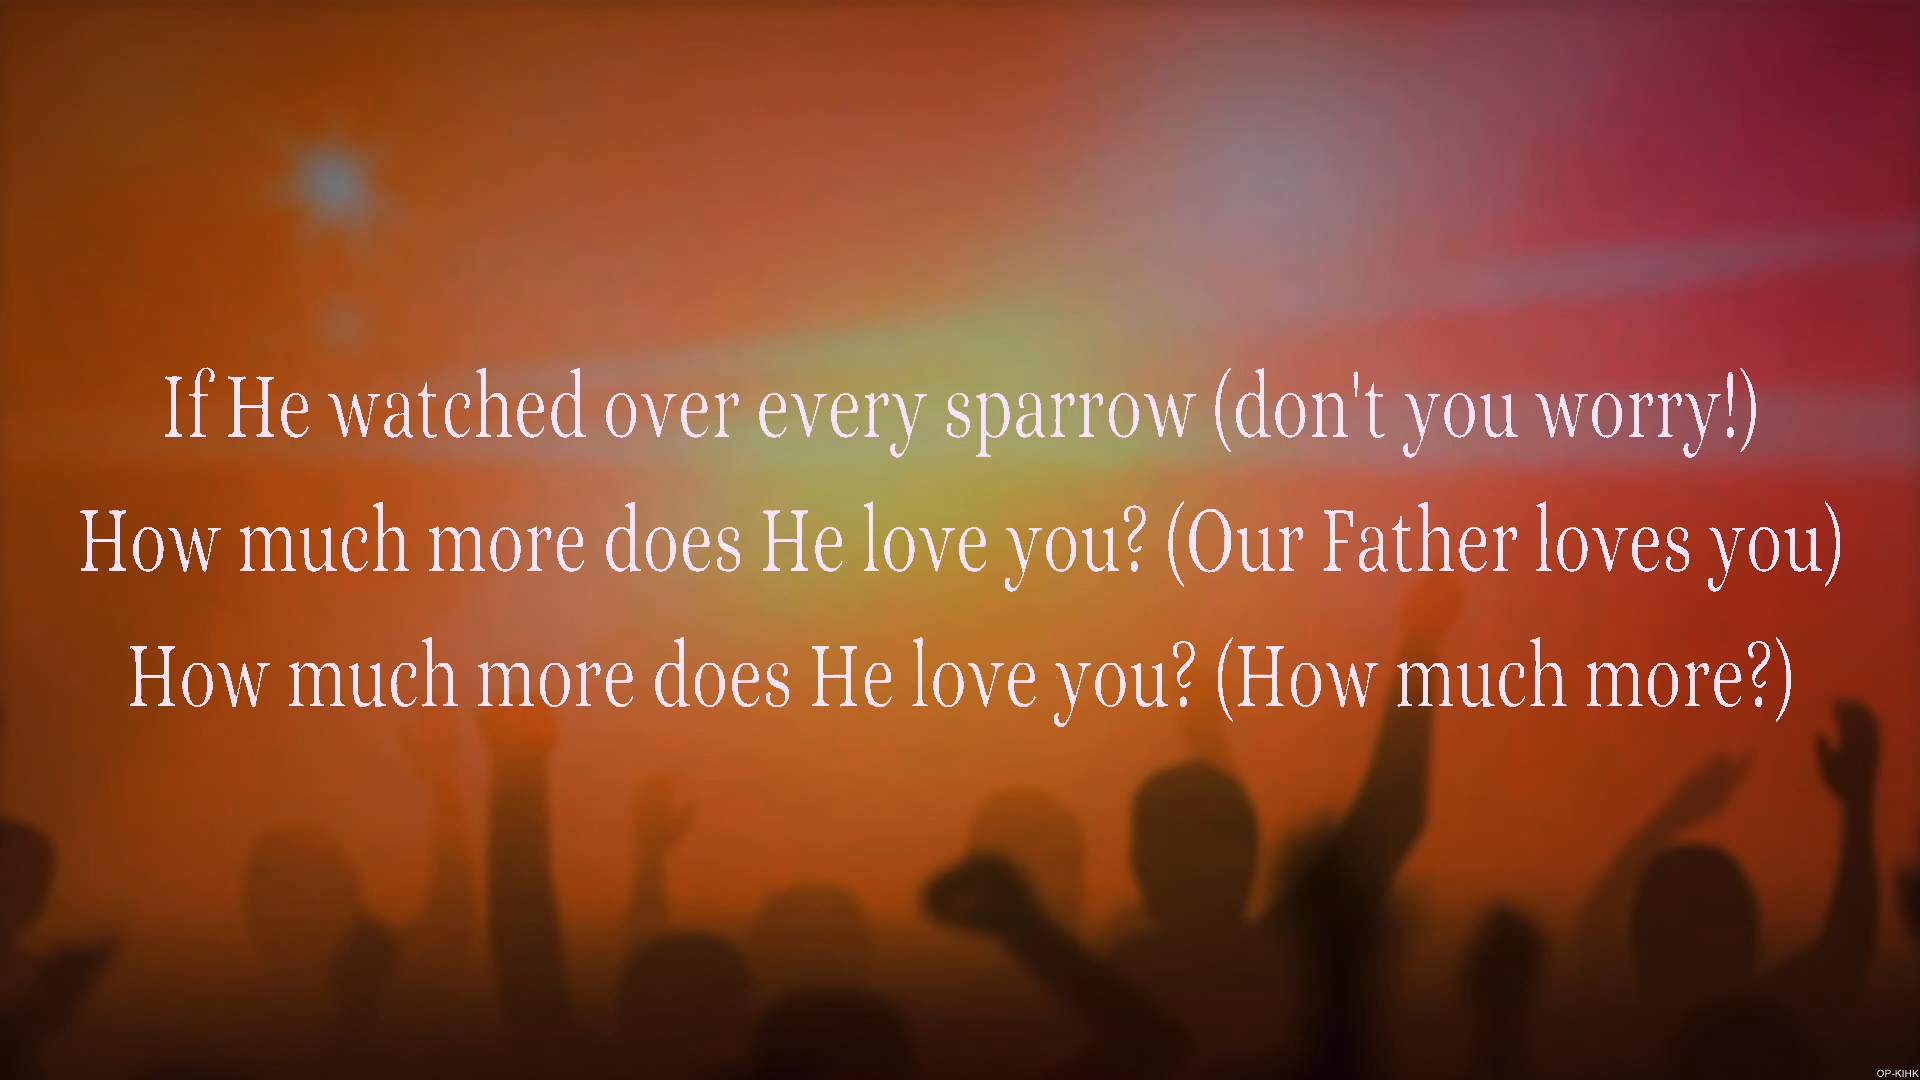 If He watched over every sparrow (don't you worry!)
How much more does He love you? (Our Father loves you)
How much more does He love you? (How much more?)
OP-KIHK